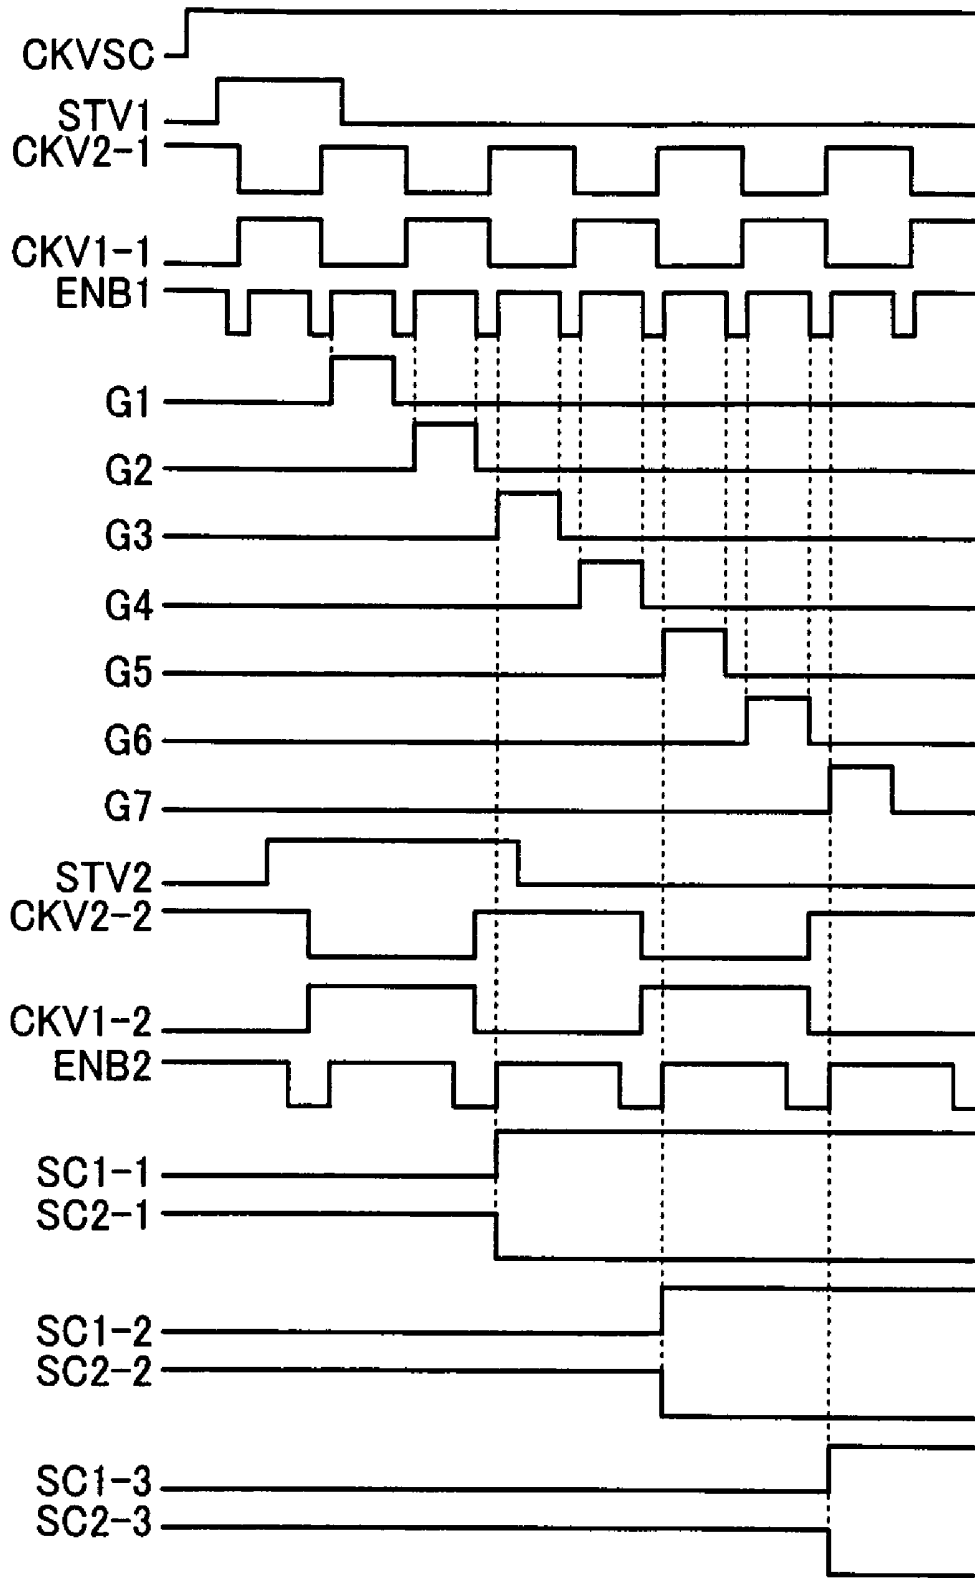 CKVSC
STV1
CKV2-1
CKV1-1
ENB1
G1
G2
G3
G4
G5
G6
G7
STV2
CKV2-2
CKV1-2
ENB2
SC1-1
SC2-1
SC1-2
SC2-2
SC1-3
SC2-3